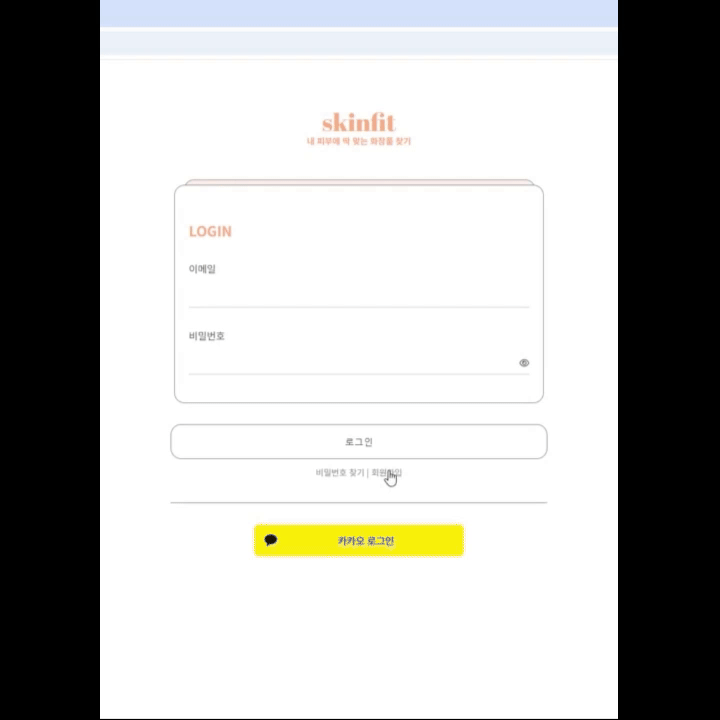 skinfit
내 피부에 딱 맞는 화장품 찾기
LOGIN
이메일
비밀번호
로그인
비밀번호 찾기 | 회원가입
카카오 로그인